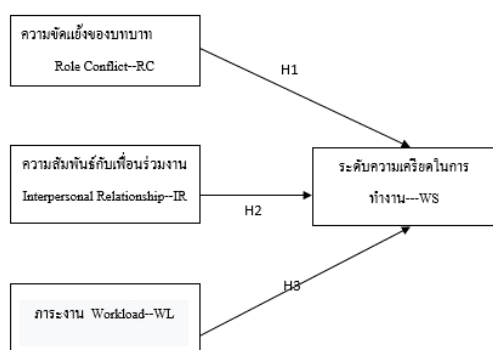 ความขัดแย้งของบทบาท
Role Conflict--RC
H1
ความสัมพันธ์กับเพื่อนร่วมงาน
Interpersonal Relationship--IR
H2
ระดับความเครียดในการ
ทำงาน---WS
H3
ภาระงาน Workload--WL